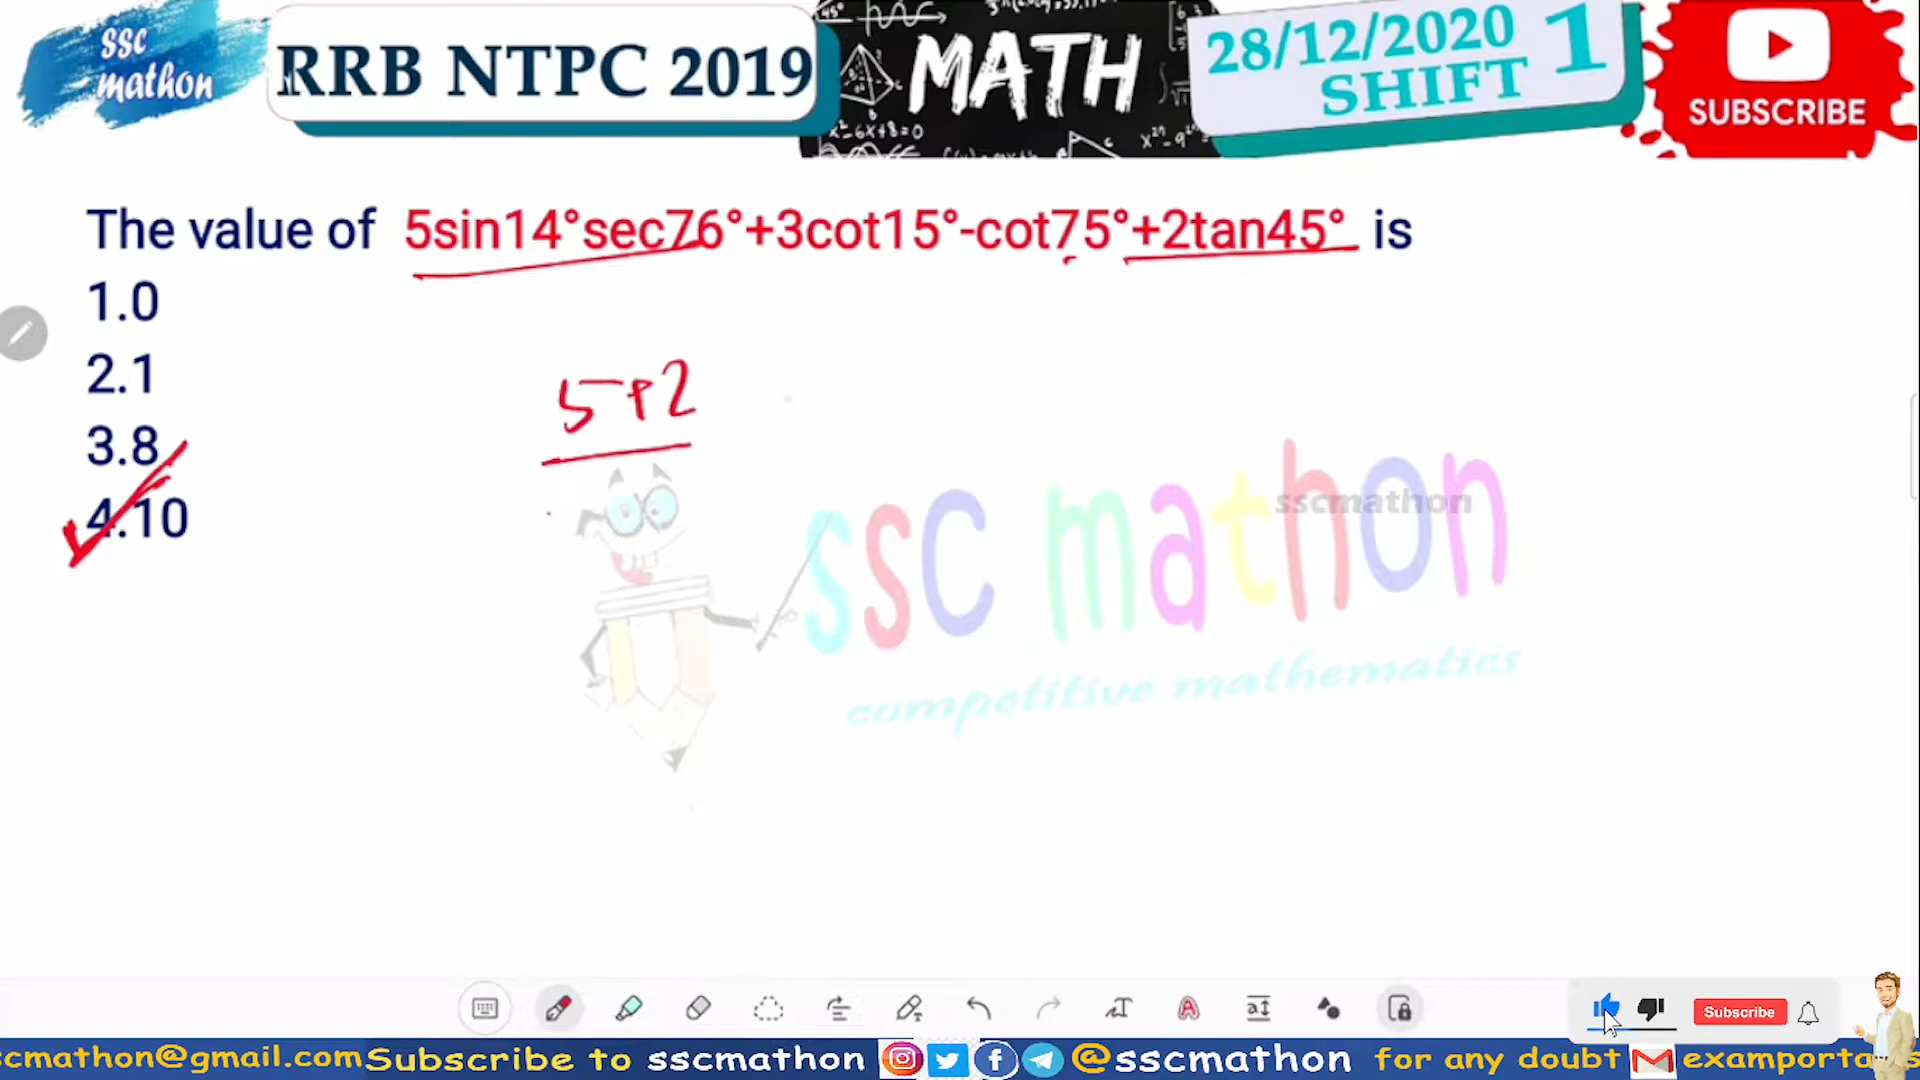 ssc
mathon
RRB NTPC 2019
MATH
28/12/2020
SHIFT 1
SUBSCRIBE
The value of 5sin14°sec76°+3cot15°-cot75°+2tan45° is
1.0
2.1
3.8
4.10
5+2
sscmathon
ssc mathon
competitive mathematics
Subscribe
scmathon@gmail.com Subscribe to sscmathon @sscmathon for any doubt examporta